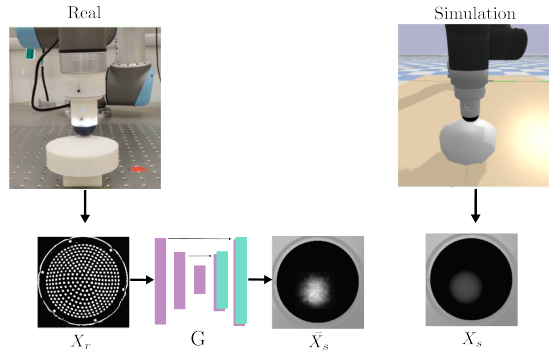 Real
Simulation
X_r
G
X̄_s
X_s